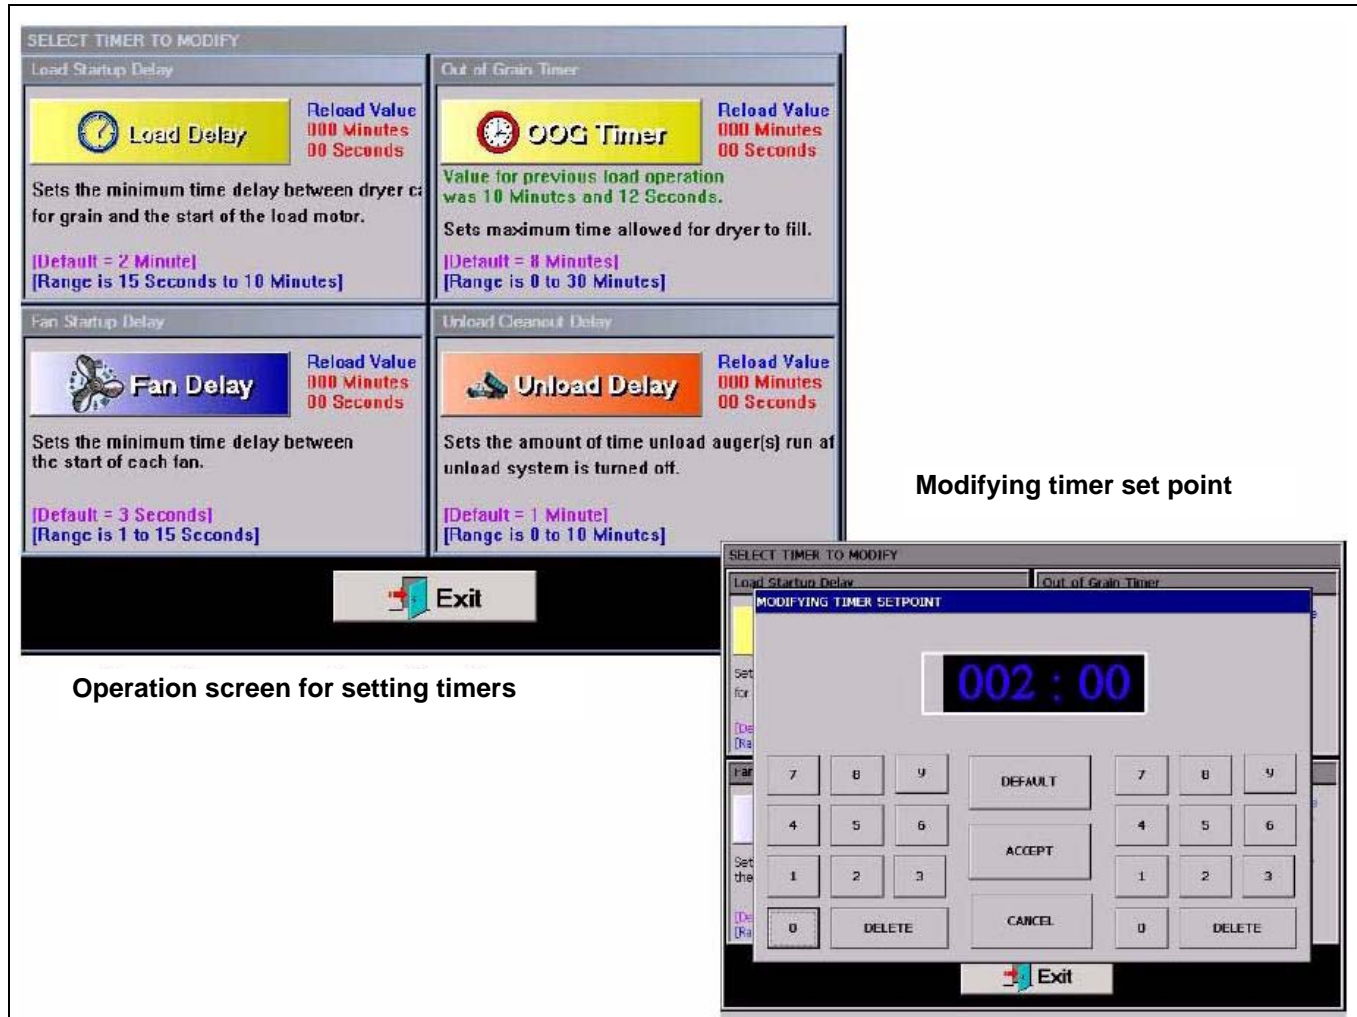 SELECT TIMER TO MODIFY
Load Startup Delay
Load Delay
Reload Value
000 Minutes
00 Seconds
Sets the minimum time delay between dryer ca
for grain and the start of the load motor.
[Default = 2 Minute]
[Range is 15 Seconds to 10 Minutes]
Out of Grain Timer
OOG Timer
Reload Value
000 Minutes
00 Seconds
Value for previous load operation
was 10 Minutes and 12 Seconds.
Sets maximum time allowed for dryer to fill.
[Default = 8 Minutes]
[Range is 0 to 30 Minutes]
Fan Startup Delay
Fan Delay
Reload Value
000 Minutes
00 Seconds
Sets the minimum time delay between
the start of each fan.
[Default = 3 Seconds]
[Range is 1 to 15 Seconds]
Unload Cleanout Delay
Unload Delay
Reload Value
000 Minutes
00 Seconds
Sets the amount of time unload auger(s) run af
unload system is turned off.
[Default = 1 Minute]
[Range is 0 to 10 Minutes]
Exit
Operation screen for setting timers
Modifying timer set point
SELECT TIMER TO MODIFY
Load Startup Delay
Out of Grain Timer
MODIFYING TIMER SETPOINT
Set
for
[De
[Ra
Far
Set
the
[De
[Ra
002 : 00
7 8 9 DEFAULT 7 8 9
4 5 6 ACCEPT 4 5 6
1 2 3 1 2 3
0 DELETE CANCEL 0 DELETE
Exit